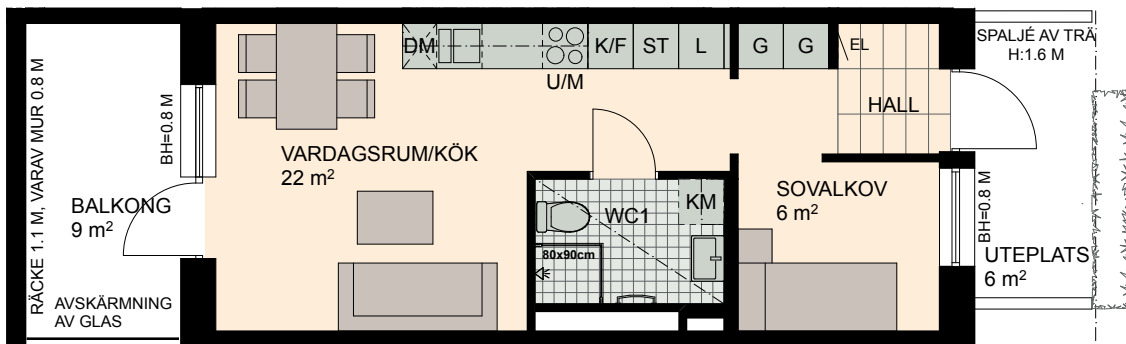 RÄCKE 1.1 M, VARAV MUR 0.8 M
BALKONG
9 m²
AVSKÄRMNING
AV GLAS
BH=0.8 M
VARDAGSRUM/KÖK
22 m²
DM
U/M
K/F
ST
L
G
G
EL
HALL
WC1
KM
80x90cm
SOVALKOV
6 m²
BH=0.8 M
SPALJÉ AV TRÄ
H:1.6 M
UTEPLATS
6 m²